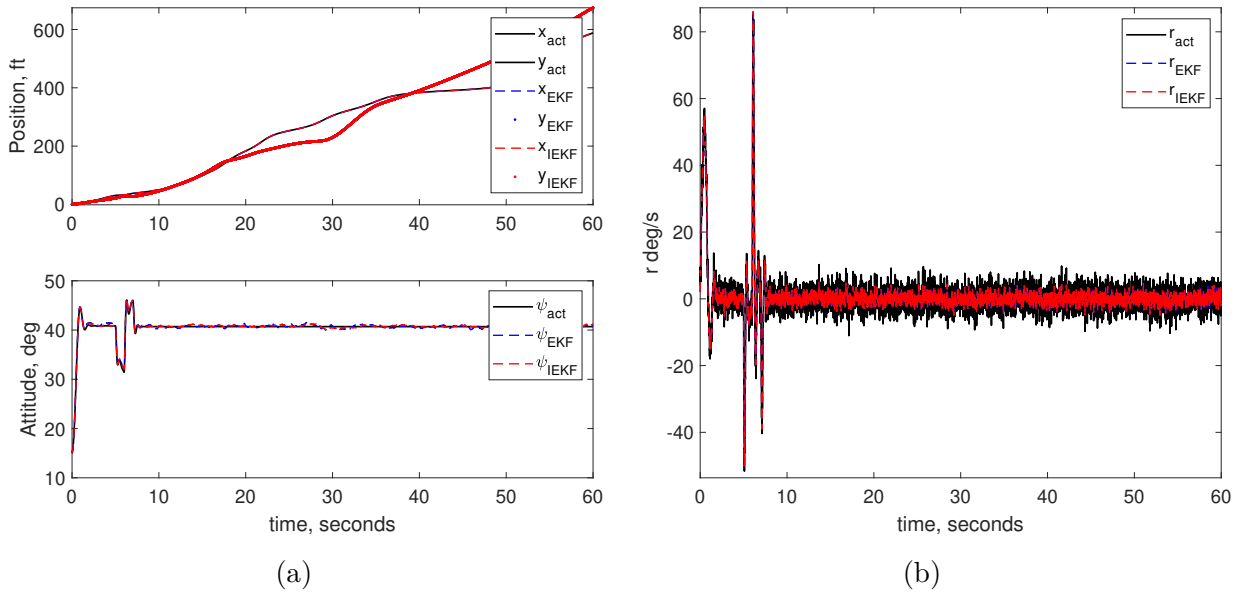 600
400
200
0
Position, ft
x_act
y_act
x_EKF
y_EKF
x_IEKF
y_IEKF
0 10 20 30 40 50 60
50
40
30
20
10
Attitude, deg
ψ_act
ψ_EKF
ψ_IEKF
0 10 20 30 40 50 60
time, seconds
(a)
80
60
40
20
0
-20
-40
r deg/s
r_act
r_EKF
r_IEKF
0 10 20 30 40 50 60
time, seconds
(b)